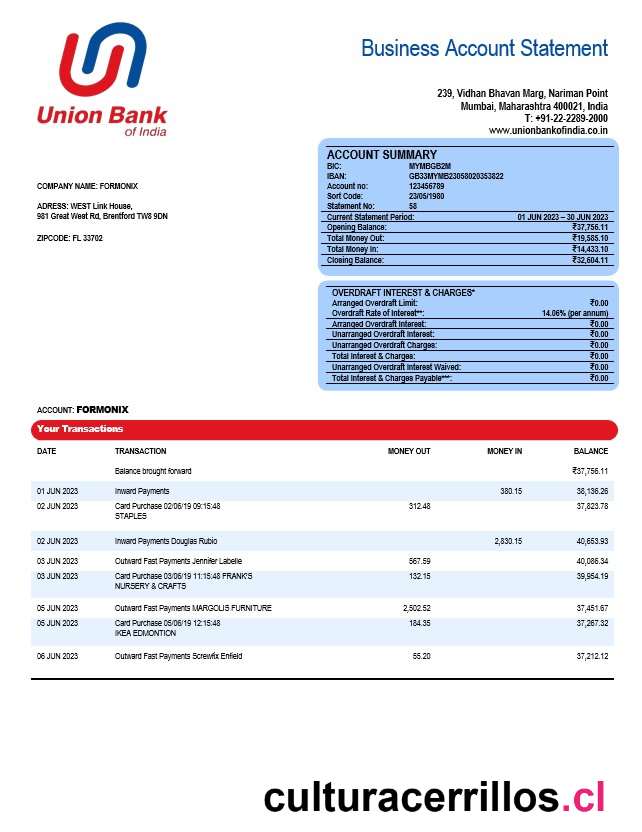 Union Bank
of India
Business Account Statement
239, Vidhan Bhavan Marg, Nariman Point
Mumbai, Maharashtra 400021, India
T: +91-22-2289-2000
www.unionbankofindia.co.in
COMPANY NAME: FORMONIX
ADRESS: WEST Link House,
981 Great West Rd, Brentford TW8 9DN
ZIPCODE: FL 33702
ACCOUNT SUMMARY
BIC: MYMBGB2M
IBAN: GB33MYMB23058020353822
Account no: 123456789
Sort Code: 23/05/1980
Statement No: 58
Current Statement Period: 01 JUN 2023 – 30 JUN 2023
Opening Balance: ₹37,756.11
Total Money Out: ₹19,585.10
Total Money In: ₹14,433.10
Closing Balance: ₹32,604.11
OVERDRAFT INTEREST & CHARGES*
Arranged Overdraft Limit: ₹0.00
Overdraft Rate of Interest**: 14.06% (per annum)
Arranged Overdraft Interest: ₹0.00
Unarranged Overdraft Interest: ₹0.00
Unarranged Overdraft Charges: ₹0.00
Total Interest & Charges: ₹0.00
Unarranged Overdraft Interest Waived: ₹0.00
Total Interest & Charges Payable***: ₹0.00
ACCOUNT: FORMONIX
Your Transactions
DATE TRANSACTION MONEY OUT MONEY IN BALANCE
Balance brought forward ₹37,756.11
01 JUN 2023 Inward Payments 380.15 38,136.26
02 JUN 2023 Card Purchase 02/06/19 09:15:48 312.48 37,823.78
STAPLES
02 JUN 2023 Inward Payments Douglas Rubio 2,830.15 40,653.93
03 JUN 2023 Outward Fast Payments Jennifer Labelle 567.59 40,086.34
03 JUN 2023 Card Purchase 03/06/19 11:15:48 FRANK'S 132.15 39,954.19
NURSERY & CRAFTS
05 JUN 2023 Outward Fast Payments MARGOLIS FURNITURE 2,502.52 37,451.67
05 JUN 2023 Card Purchase 05/06/19 12:15:48 184.35 37,267.32
IKEA EDMONTION
06 JUN 2023 Outward Fast Payments Screwfix Enfield 55.20 37,212.12
culturacerrillos.cl